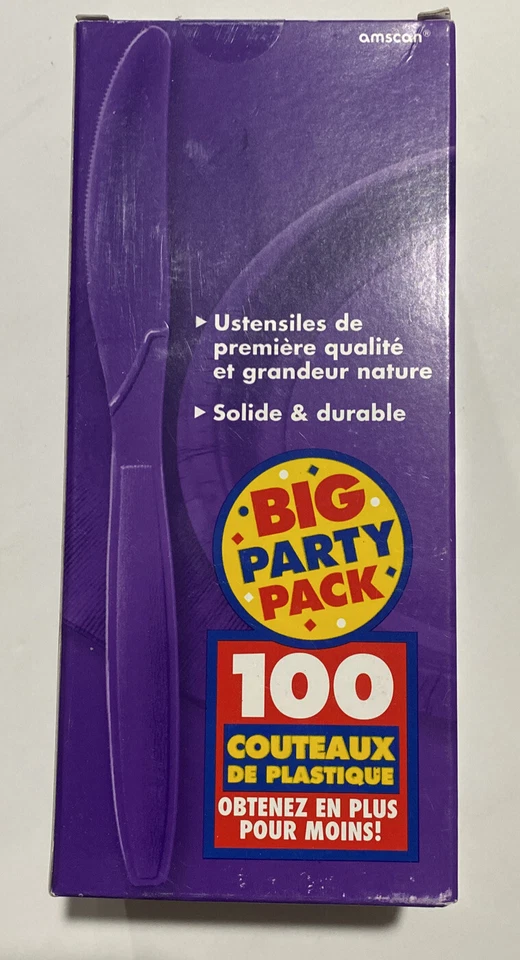 amscan®
▸ Ustensiles de
première qualité
et grandeur nature
▸ Solide & durable
BIG
PARTY
PACK
100
COUTEAUX
DE PLASTIQUE
OBTENEZ EN PLUS
POUR MOINS!